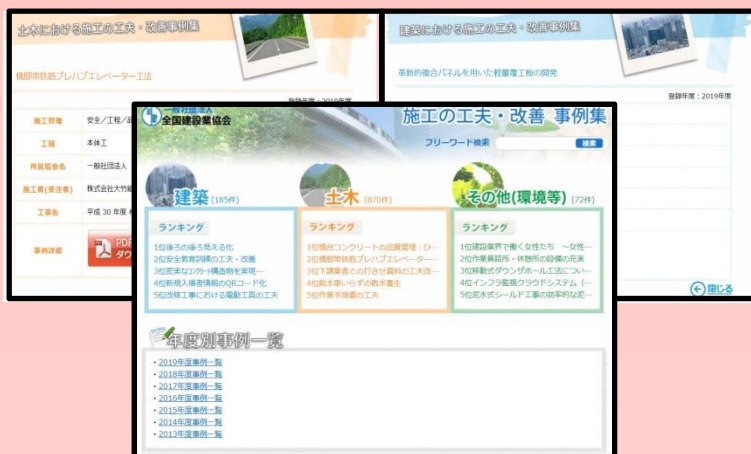 土木における施工の工夫・改善事例集
橋脚帯鉄筋プレハブエレベーター工法
登録年度：2019年度
施工管理 安全／工程／品
工種 本体工
所属協会名 一般社団法人
施工者(受注者) 株式会社大竹組
工事名 平成 30 年度
事例詳細 PDF
ダウ
建築における施工の工夫・改善事例集
革新的複合パネルを用いた軽量覆工板の開発
登録年度：2019年度
閉じる
一般社団法人
全国建設業協会
施工の工夫・改善 事例集
フリーワード検索 検索
建築 (185件)
ランキング
1位後ろの後ろ見える化
2位安全教育訓練の工夫・改善
3位密実なコンクリート構造物を実現…
4位新規入場者情報のQRコード化
5位改修工事における電動工具の工夫
土木 (870件)
ランキング
1位橋台コンクリートの品質管理：ひ…
2位橋脚帯鉄筋プレハブエレベーター…
3位下請業者との打合せ資料の工夫改…
4位散水車いらずの散水養生
5位作業手順書の工夫
その他(環境等) (72件)
ランキング
1位建設業界で働く女性たち ～女性…
2位作業員詰所・休憩所の設備の充実
3位移動式ダウンザホール工法につい…
4位インフラ監視クラウドシステム（…
5位泥水式シールド工事の効率的な泥…
年度別事例一覧
・2019年度事例一覧
・2018年度事例一覧
・2017年度事例一覧
・2016年度事例一覧
・2015年度事例一覧
・2014年度事例一覧
・2013年度事例一覧